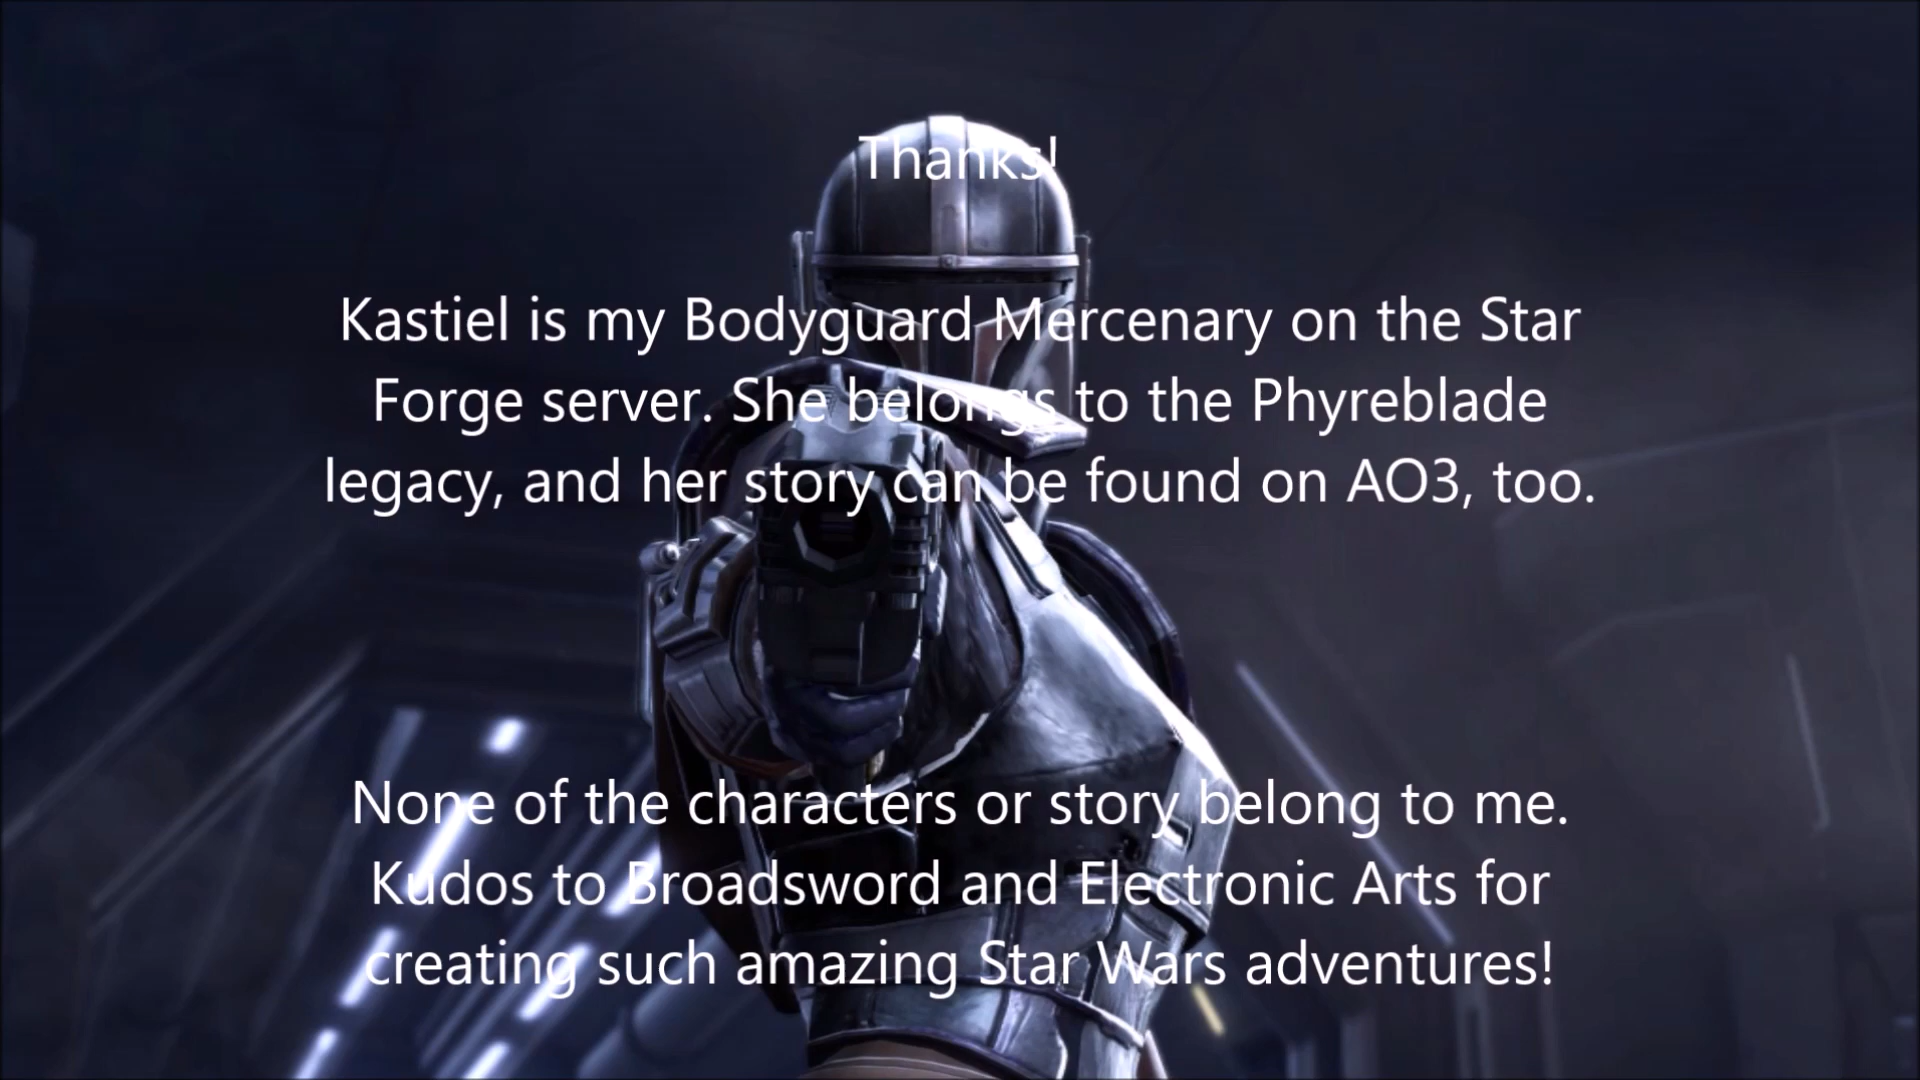 Thanks!
Kastiel is my Bodyguard Mercenary on the Star
Forge server. She belongs to the Phyreblade
legacy, and her story can be found on AO3, too.
None of the characters or story belong to me.
Kudos to Broadsword and Electronic Arts for
creating such amazing Star Wars adventures!